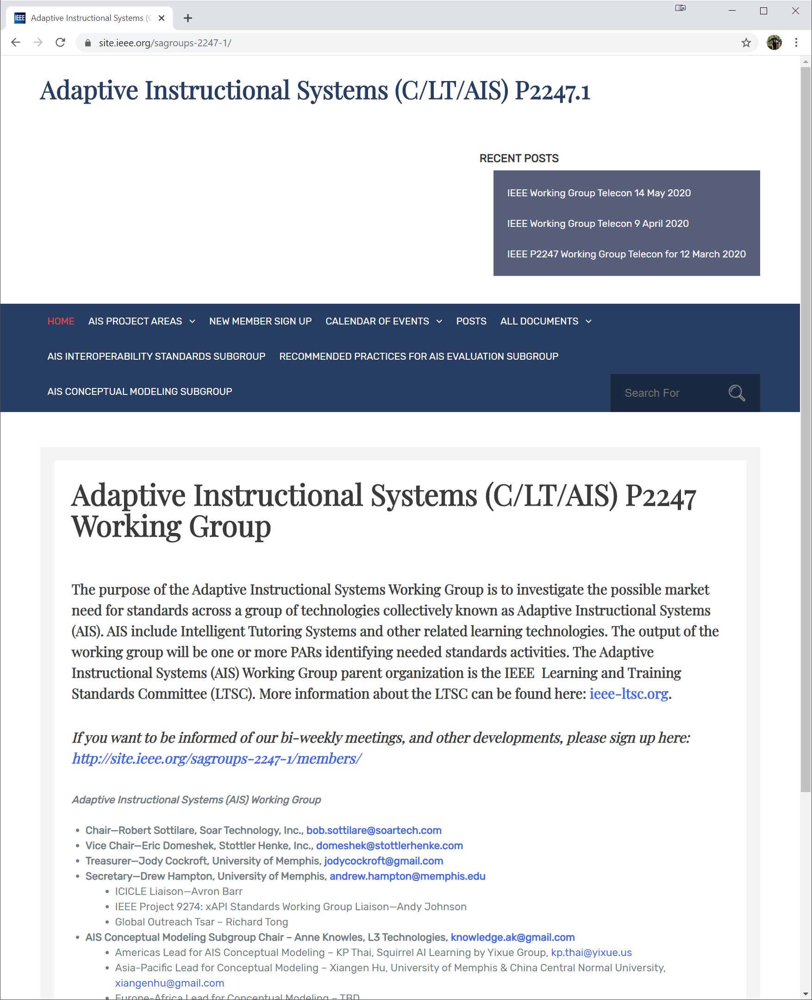 IEEE Adaptive Instructional Systems (C
site.ieee.org/sagroups-2247-1/
Adaptive Instructional Systems (C/LT/AIS) P2247.1
RECENT POSTS
IEEE Working Group Telecon 14 May 2020
IEEE Working Group Telecon 9 April 2020
IEEE P2247 Working Group Telecon for 12 March 2020
HOME AIS PROJECT AREAS NEW MEMBER SIGN UP CALENDAR OF EVENTS POSTS ALL DOCUMENTS
AIS INTEROPERABILITY STANDARDS SUBGROUP RECOMMENDED PRACTICES FOR AIS EVALUATION SUBGROUP
AIS CONCEPTUAL MODELING SUBGROUP
Search For
Adaptive Instructional Systems (C/LT/AIS) P2247
Working Group
The purpose of the Adaptive Instructional Systems Working Group is to investigate the possible market
need for standards across a group of technologies collectively known as Adaptive Instructional Systems
(AIS). AIS include Intelligent Tutoring Systems and other related learning technologies. The output of the
working group will be one or more PARs identifying needed standards activities. The Adaptive
Instructional Systems (AIS) Working Group parent organization is the IEEE Learning and Training
Standards Committee (LTSC). More information about the LTSC can be found here: ieee-ltsc.org.
If you want to be informed of our bi-weekly meetings, and other developments, please sign up here:
http://site.ieee.org/sagroups-2247-1/members/
Adaptive Instructional Systems (AIS) Working Group
• Chair—Robert Sottilare, Soar Technology, Inc., bob.sottilare@soartech.com
• Vice Chair—Eric Domeshek, Stottler Henke, Inc., domeshek@stottlerhenke.com
• Treasurer—Jody Cockroft, University of Memphis, jodycockroft@gmail.com
• Secretary—Drew Hampton, University of Memphis, andrew.hampton@memphis.edu
• ICICLE Liaison—Avron Barr
• IEEE Project 9274: xAPI Standards Working Group Liaison—Andy Johnson
• Global Outreach Tsar – Richard Tong
• AIS Conceptual Modeling Subgroup Chair – Anne Knowles, L3 Technologies, knowledge.ak@gmail.com
• Americas Lead for AIS Conceptual Modeling – KP Thai, Squirrel AI Learning by Yixue Group, kp.thai@yixue.us
• Asia-Pacific Lead for Conceptual Modeling – Xiangen Hu, University of Memphis & China Central Normal University,
xiangenhu@gmail.com
• Europe-Africa Lead for Conceptual Modeling – TBD